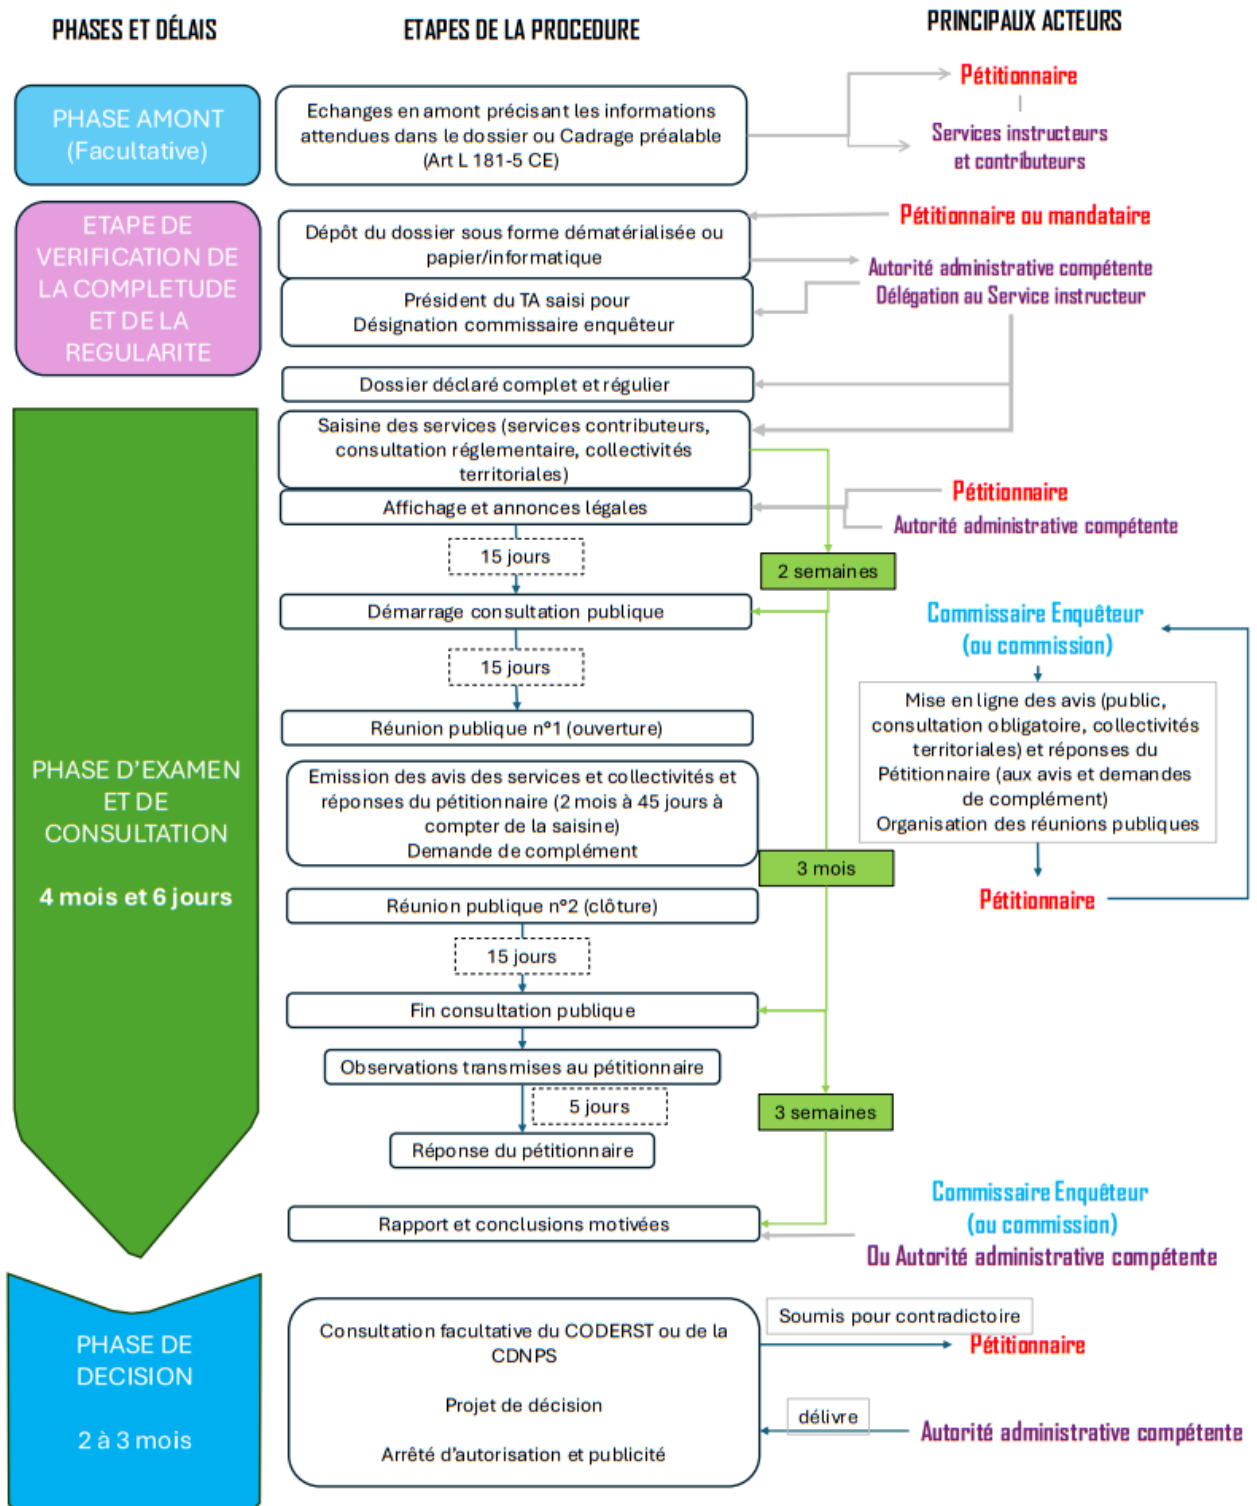 PHASES ET DÉLAIS
ETAPES DE LA PROCEDURE
PRINCIPAUX ACTEURS
PHASE AMONT
(Facultative)
Echanges en amont précisant les informations
attendues dans le dossier ou Cadrage préalable
(Art L 181-5 CE)
Pétitionnaire
Services instructeurs
et contributeurs
ETAPE DE
VERIFICATION DE
LA COMPLETUDE
ET DE LA
REGULARITE
Dépôt du dossier sous forme dématérialisée ou
papier/informatique
Pétitionnaire ou mandataire
Autorité administrative compétente
Délégation au Service instructeur
Président du TA saisi pour
Désignation commissaire enquêteur
Dossier déclaré complet et régulier
PHASE D'EXAMEN
ET DE
CONSULTATION
4 mois et 6 jours
Saisine des services (services contributeurs,
consultation réglementaire, collectivités
territoriales)
Affichage et annonces légales
Pétitionnaire
Autorité administrative compétente
15 jours
2 semaines
Démarrage consultation publique
15 jours
Réunion publique n°1 (ouverture)
Commissaire Enquêteur
(ou commission)
Mise en ligne des avis (public,
consultation obligatoire, collectivités
territoriales) et réponses du
Pétitionnaire (aux avis et demandes
de complément)
Organisation des réunions publiques
Pétitionnaire
Emission des avis des services et collectivités et
réponses du pétitionnaire (2 mois à 45 jours à
compter de la saisine)
Demande de complément
3 mois
Réunion publique n°2 (clôture)
15 jours
Fin consultation publique
Observations transmises au pétitionnaire
5 jours
3 semaines
Réponse du pétitionnaire
Rapport et conclusions motivées
Commissaire Enquêteur
(ou commission)
Ou Autorité administrative compétente
PHASE DE
DECISION
2 à 3 mois
Consultation facultative du CODERST ou de la
CDNPS
Projet de décision
Arrêté d'autorisation et publicité
Soumis pour contradictoire
Pétitionnaire
délivre
Autorité administrative compétente